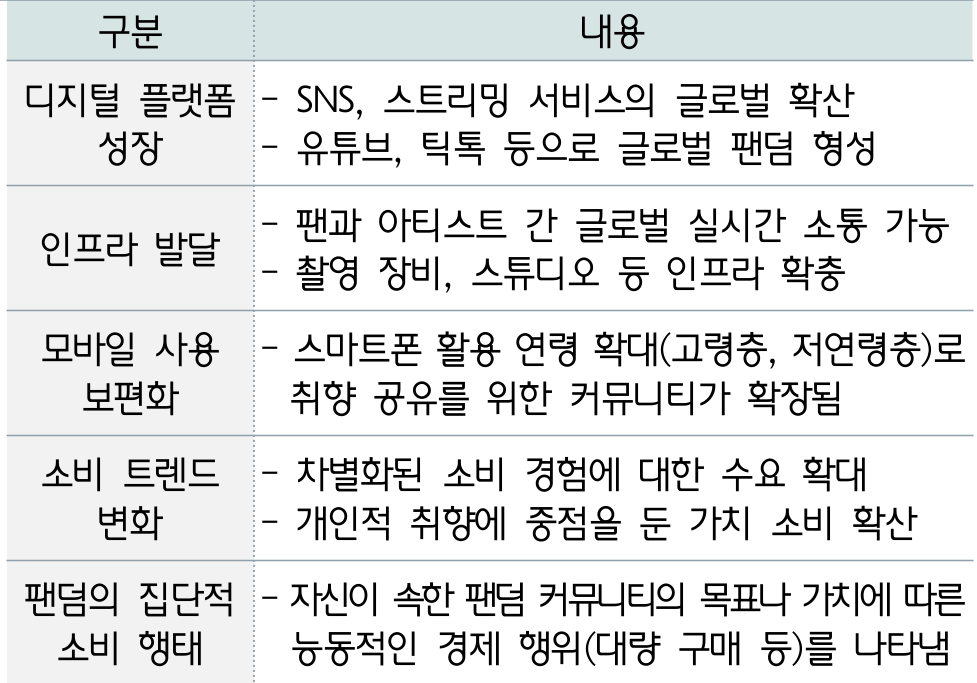 구분 내용
디지털 플랫폼 - SNS, 스트리밍 서비스의 글로벌 확산
성장 - 유튜브, 틱톡 등으로 글로벌 팬덤 형성
인프라 발달
- 팬과 아티스트 간 글로벌 실시간 소통 가능
- 촬영 장비, 스튜디오 등 인프라 확충
모바일 사용 - 스마트폰 활용 연령 확대(고령층, 저연령층)로
보편화 취향 공유를 위한 커뮤니티가 확장됨
소비 트렌드 - 차별화된 소비 경험에 대한 수요 확대
변화 - 개인적 취향에 중점을 둔 가치 소비 확산
팬덤의 집단적 - 자신이 속한 팬덤 커뮤니티의 목표나 가치에 따른
소비 행태 능동적인 경제 행위(대량 구매 등)를 나타냄